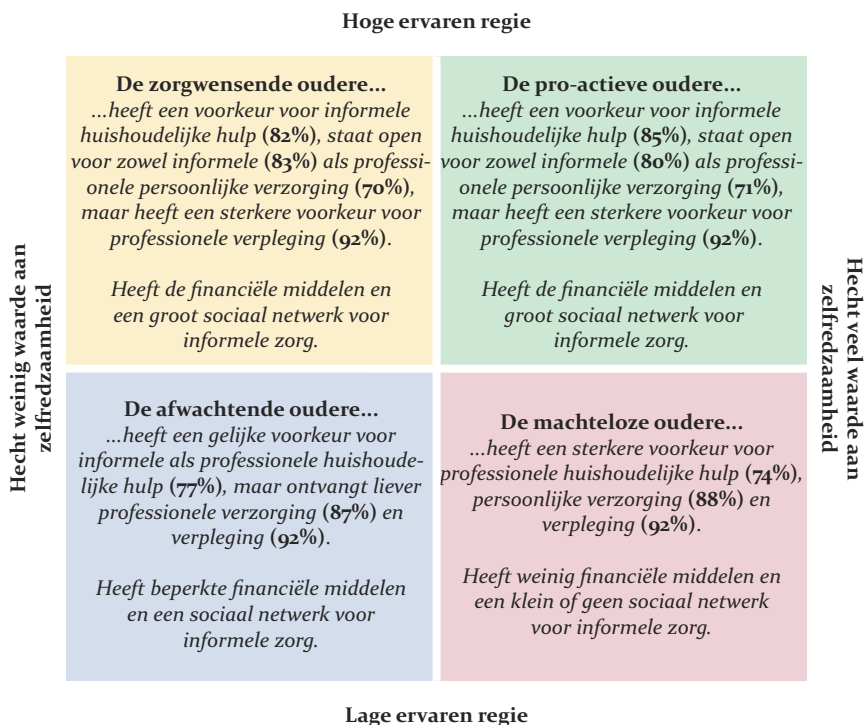 Hoge ervaren regie
De zorgwensende oudere...
...heeft een voorkeur voor informele
huishoudelijke hulp (82%), staat open
voor zowel informele (83%) als professi-
onele persoonlijke verzorging (70%),
maar heeft een sterkere voorkeur voor
professionele verpleging (92%).
Heeft de financiële middelen en
een groot sociaal netwerk voor
informele zorg.
De pro-actieve oudere...
...heeft een voorkeur voor informele
huishoudelijke hulp (85%), staat open
voor zowel informele (80%) als professi-
onele persoonlijke verzorging (71%),
maar heeft een sterkere voorkeur voor
professionele verpleging (92%).
Heeft de financiële middelen en
groot sociaal netwerk voor
informele zorg.
Hecht weinig waarde aan
zelfredzaamheid
Hecht veel waarde aan
zelfredzaamheid
De afwachtende oudere...
...heeft een gelijke voorkeur voor
informele als professionele huishoude-
lijke hulp (77%), maar ontvangt liever
professionele verzorging (87%) en
verpleging (92%).
Heeft beperkte financiële middelen
en een sociaal netwerk voor
informele zorg.
De machteloze oudere...
...heeft een sterkere voorkeur voor
professionele huishoudelijke hulp (74%),
persoonlijke verzorging (88%) en
verpleging (92%).
Heeft weinig financiële middelen en
een klein of geen sociaal netwerk
voor informele zorg.
Lage ervaren regie